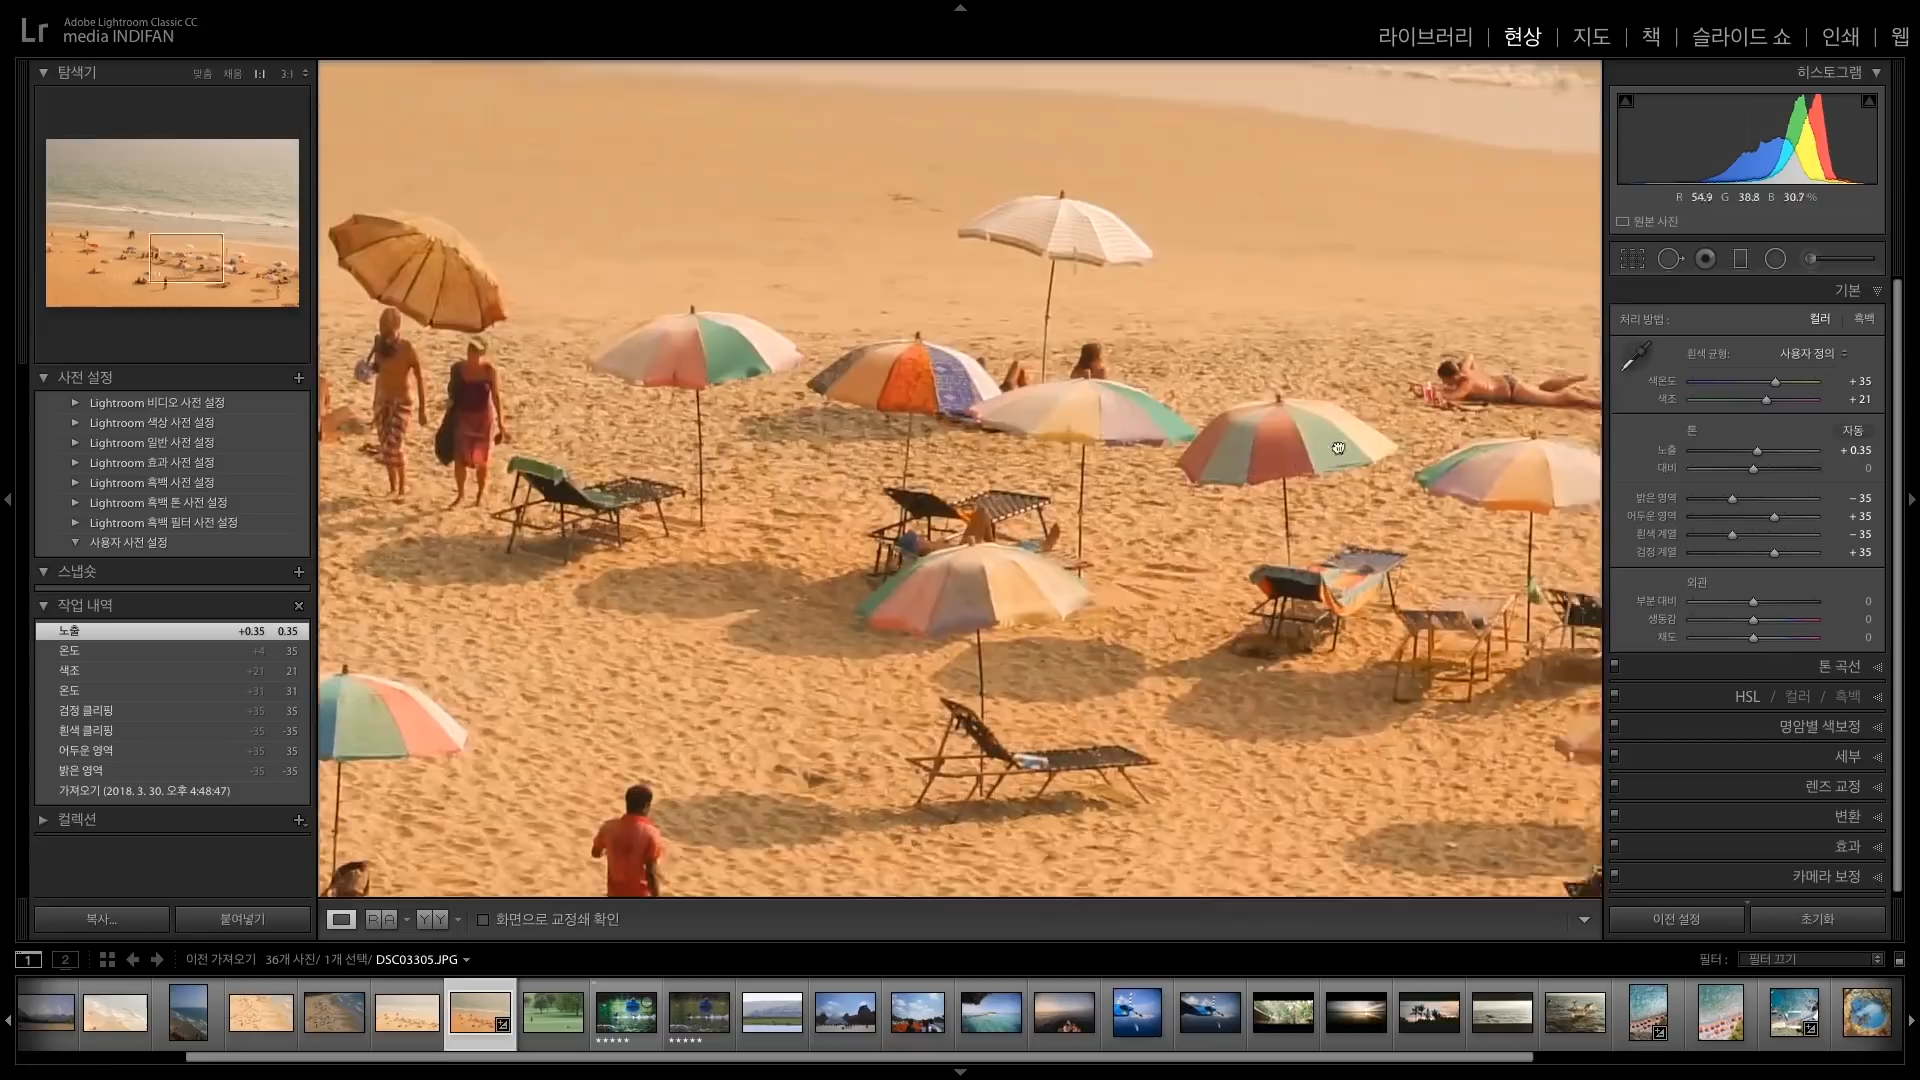 Lr
Adobe Lightroom Classic CC
media INDIFAN
라이브러리 | 현상 | 지도 | 책 | 슬라이드 쇼 | 인쇄 | 웹
탐색기 맞춤 채움 1:1 3:1
사전 설정 +
Lightroom 비디오 사전 설정
Lightroom 색상 사전 설정
Lightroom 일반 사전 설정
Lightroom 효과 사전 설정
Lightroom 흑백 사전 설정
Lightroom 흑백 톤 사전 설정
Lightroom 흑백 필터 사전 설정
사용자 사전 설정
스냅숏 +
작업 내역 ×
노출 +0.35 0.35
온도 +4 35
색조 +21 21
온도 +31 31
검정 클리핑 +35 35
흰색 클리핑 -35 -35
어두운 영역 +35 35
밝은 영역 -35 -35
가져오기 (2018. 3. 30. 오후 4:48:47)
컬렉션 +
복사... 붙여넣기
R A Y Y 화면으로 교정쇄 확인
히스토그램
R 54.9 G 38.8 B 30.7 %
원본 사진
기본
처리 방법 : 컬러 | 흑백
흰색 균형: 사용자 정의
색온도 + 35
색조 + 21
톤 자동
노출 + 0.35
대비 0
밝은 영역 − 35
어두운 영역 + 35
흰색 계열 − 35
검정 계열 + 35
외관
부분 대비 0
생동감 0
채도 0
톤 곡선
HSL / 컬러 / 흑백
명암별 색보정
세부
렌즈 교정
변환
효과
카메라 보정
이전 설정 초기화
1 2 이전 가져오기 36개 사진/ 1개 선택/ DSC03305.JPG
필터 : 필터 끄기
★★★★★ ★★★★★